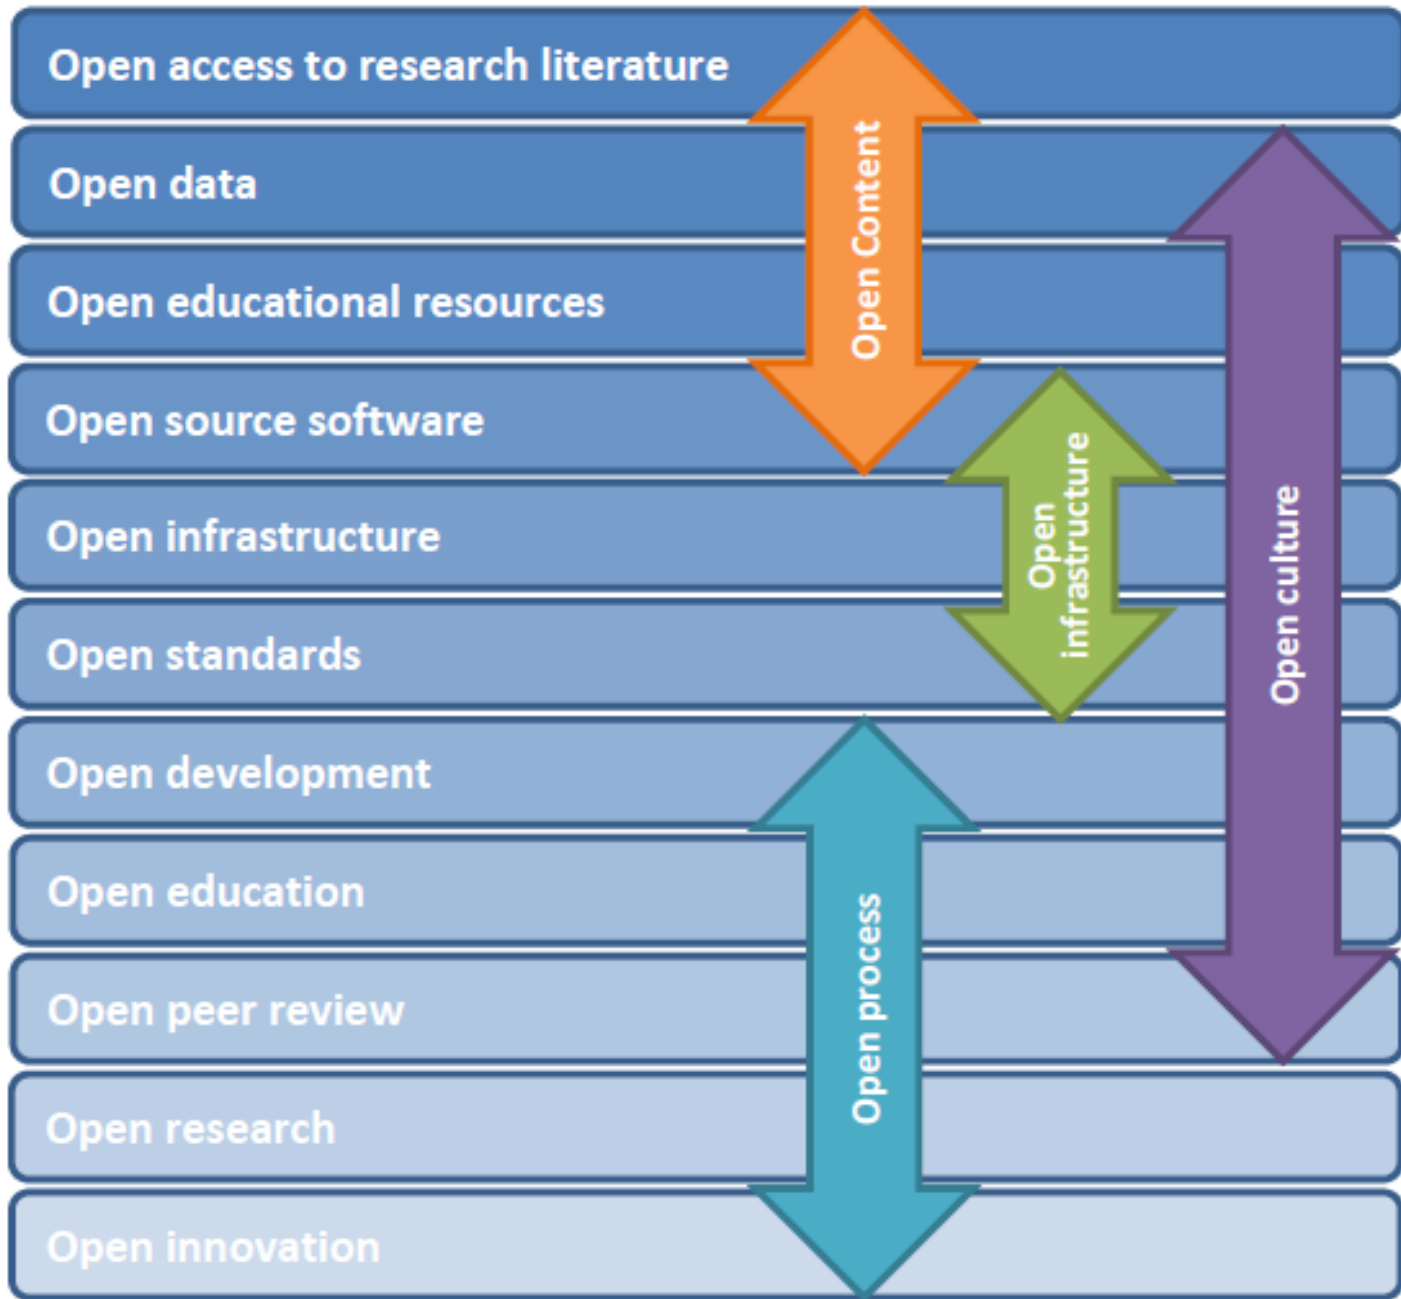 Open access to research literature
Open data
Open educational resources
Open source software
Open infrastructure
Open standards
Open development
Open education
Open peer review
Open research
Open innovation
Open Content
Open
infrastructure
Open culture
Open process